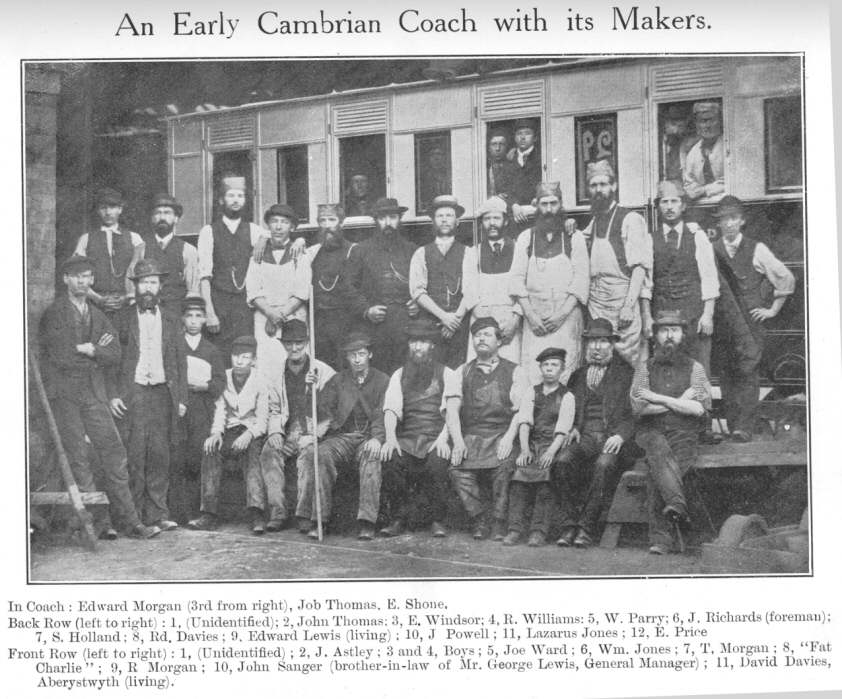 An Early Cambrian Coach with its Makers.
PC
In Coach : Edward Morgan (3rd from right), Job Thomas. E. Shone.
Back Row (left to right) : 1, (Unidentified); 2, John Thomas; 3, E. Windsor; 4, R. Williams: 5, W. Parry; 6, J. Richards (foreman);
7, S. Holland; 8, Rd. Davies ; 9. Edward Lewis (living) ; 10, J Powell ; 11, Lazarus Jones ; 12, E. Price
Front Row (left to right) : 1, (Unidentified) ; 2, J. Astley ; 3 and 4, Boys ; 5, Joe Ward ; 6, Wm. Jones ; 7, T, Morgan ; 8, "Fat
Charlie" ; 9, R Morgan ; 10, John Sanger (brother-in-law of Mr. George Lewis, General Manager) ; 11, David Davies,
Aberystwyth (living).